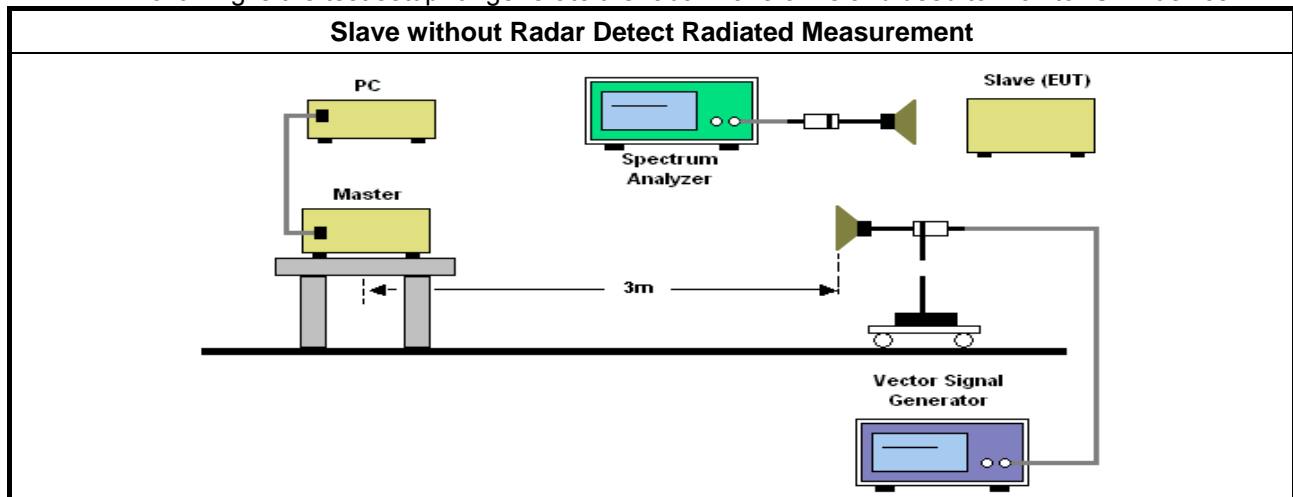 Slave without Radar Detect Radiated Measurement
PC
Slave (EUT)
Spectrum
Analyzer
Master
3m
Vector Signal
Generator